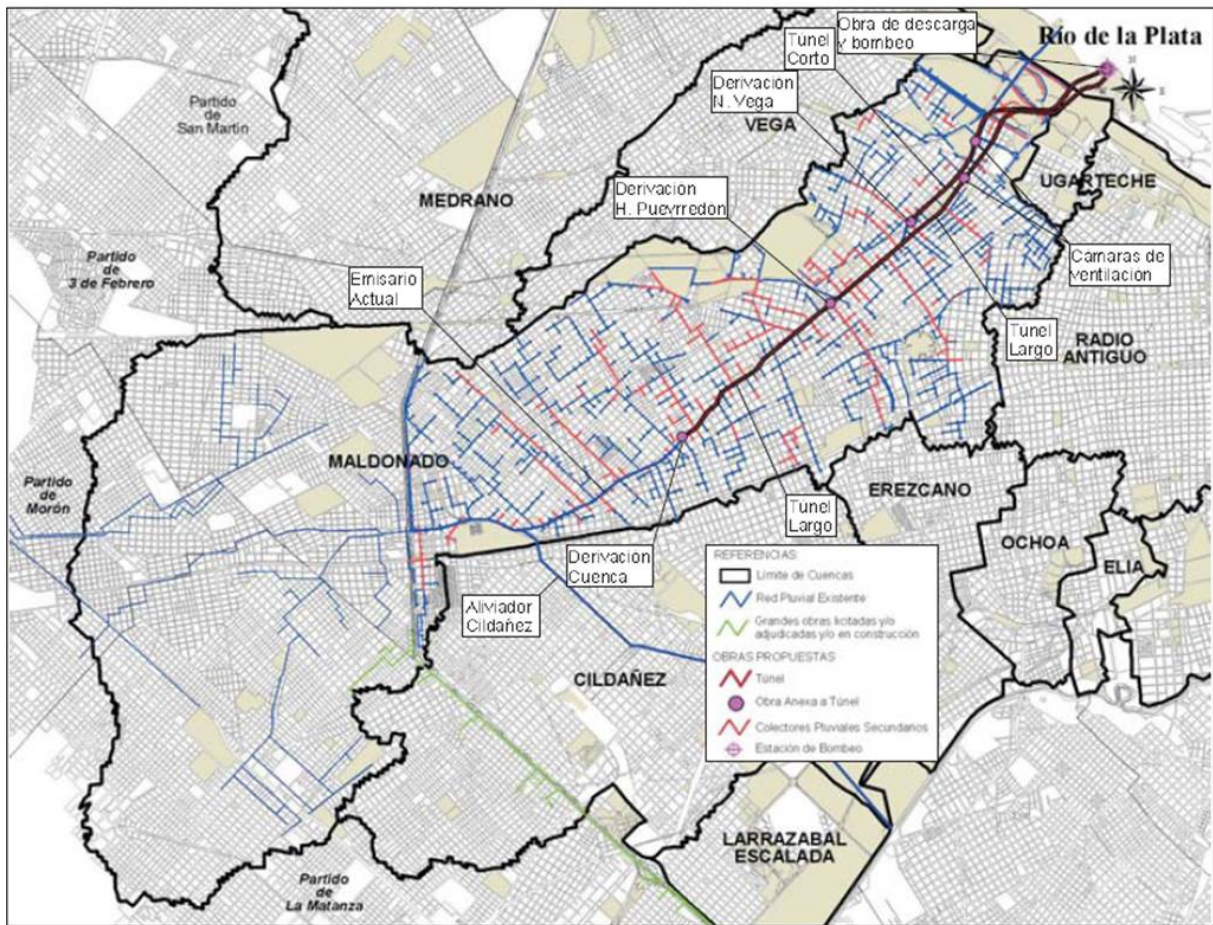 Obra de descarga
y bombeo
Río de la Plata
Tunel
Corto
Derivacion
N. Vega
VEGA
Partido
de
San Martín
MEDRANO
Derivacion
H. Pueyrredon
UGARTECHE
Camaras de
ventilacion
Partido
de
3 de Febrero
Emisario
Actual
Tunel
Largo
RADIO
ANTIGUO
MALDONADO
Partido
de
Morón
EREZCANO
Tunel
Largo
OCHOA
ELIA
Derivacion
Cuenca
Aliviador
Cildañez
CILDAÑEZ
REFERENCIAS:
Límite de Cuencas
Red Pluvial Existente
Grandes obras licitadas y/o
adjudicadas y/o en construcción
OBRAS PROPUESTAS
Túnel
Obra Anexa a Túnel
Colectores Pluviales Secundarios
Estación de Bombeo
LARRAZABAL
ESCALADA
Partido
de
La Matanza